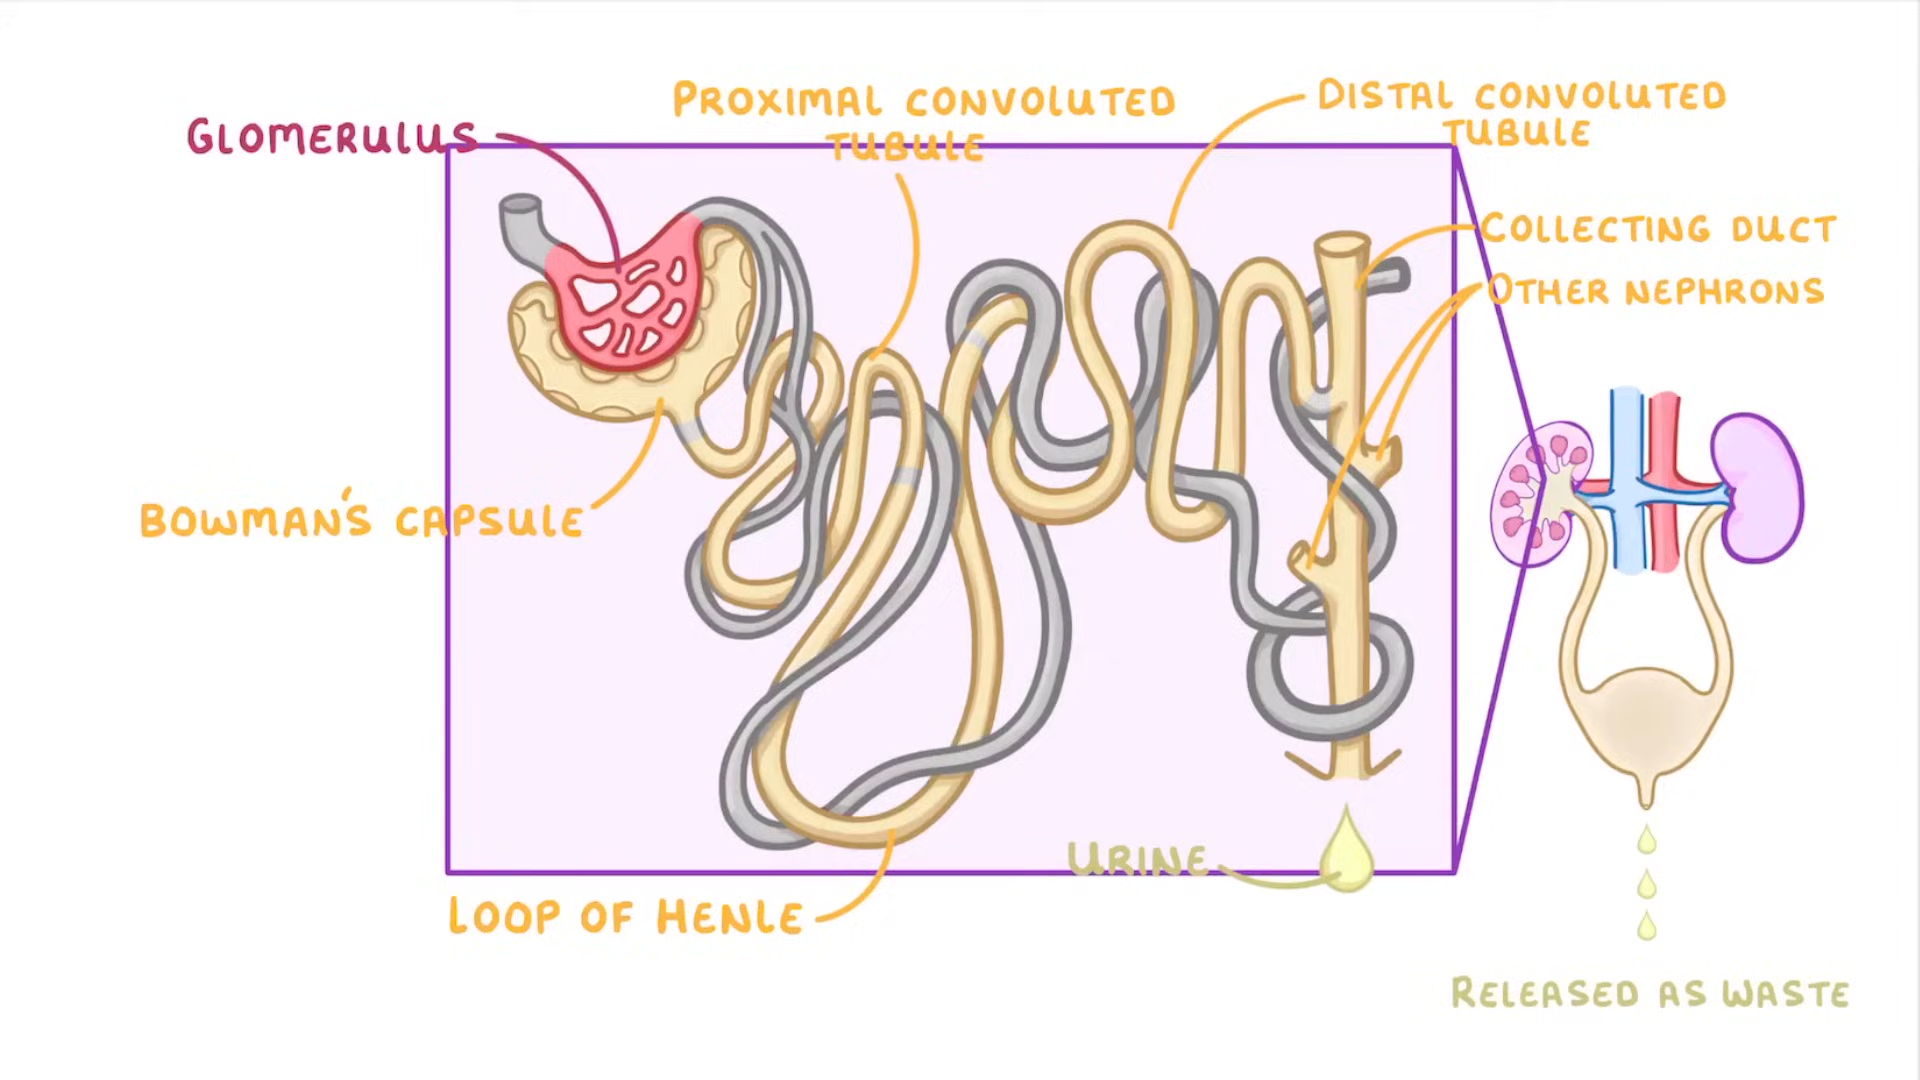 PROXIMAL CONVOLUTED
TUBULE
DISTAL CONVOLUTED
TUBULE
GLOMERULUS
COLLECTING DUCT
OTHER NEPHRONS
BOWMAN'S CAPSULE
URINE
LOOP OF HENLE
RELEASED AS WASTE